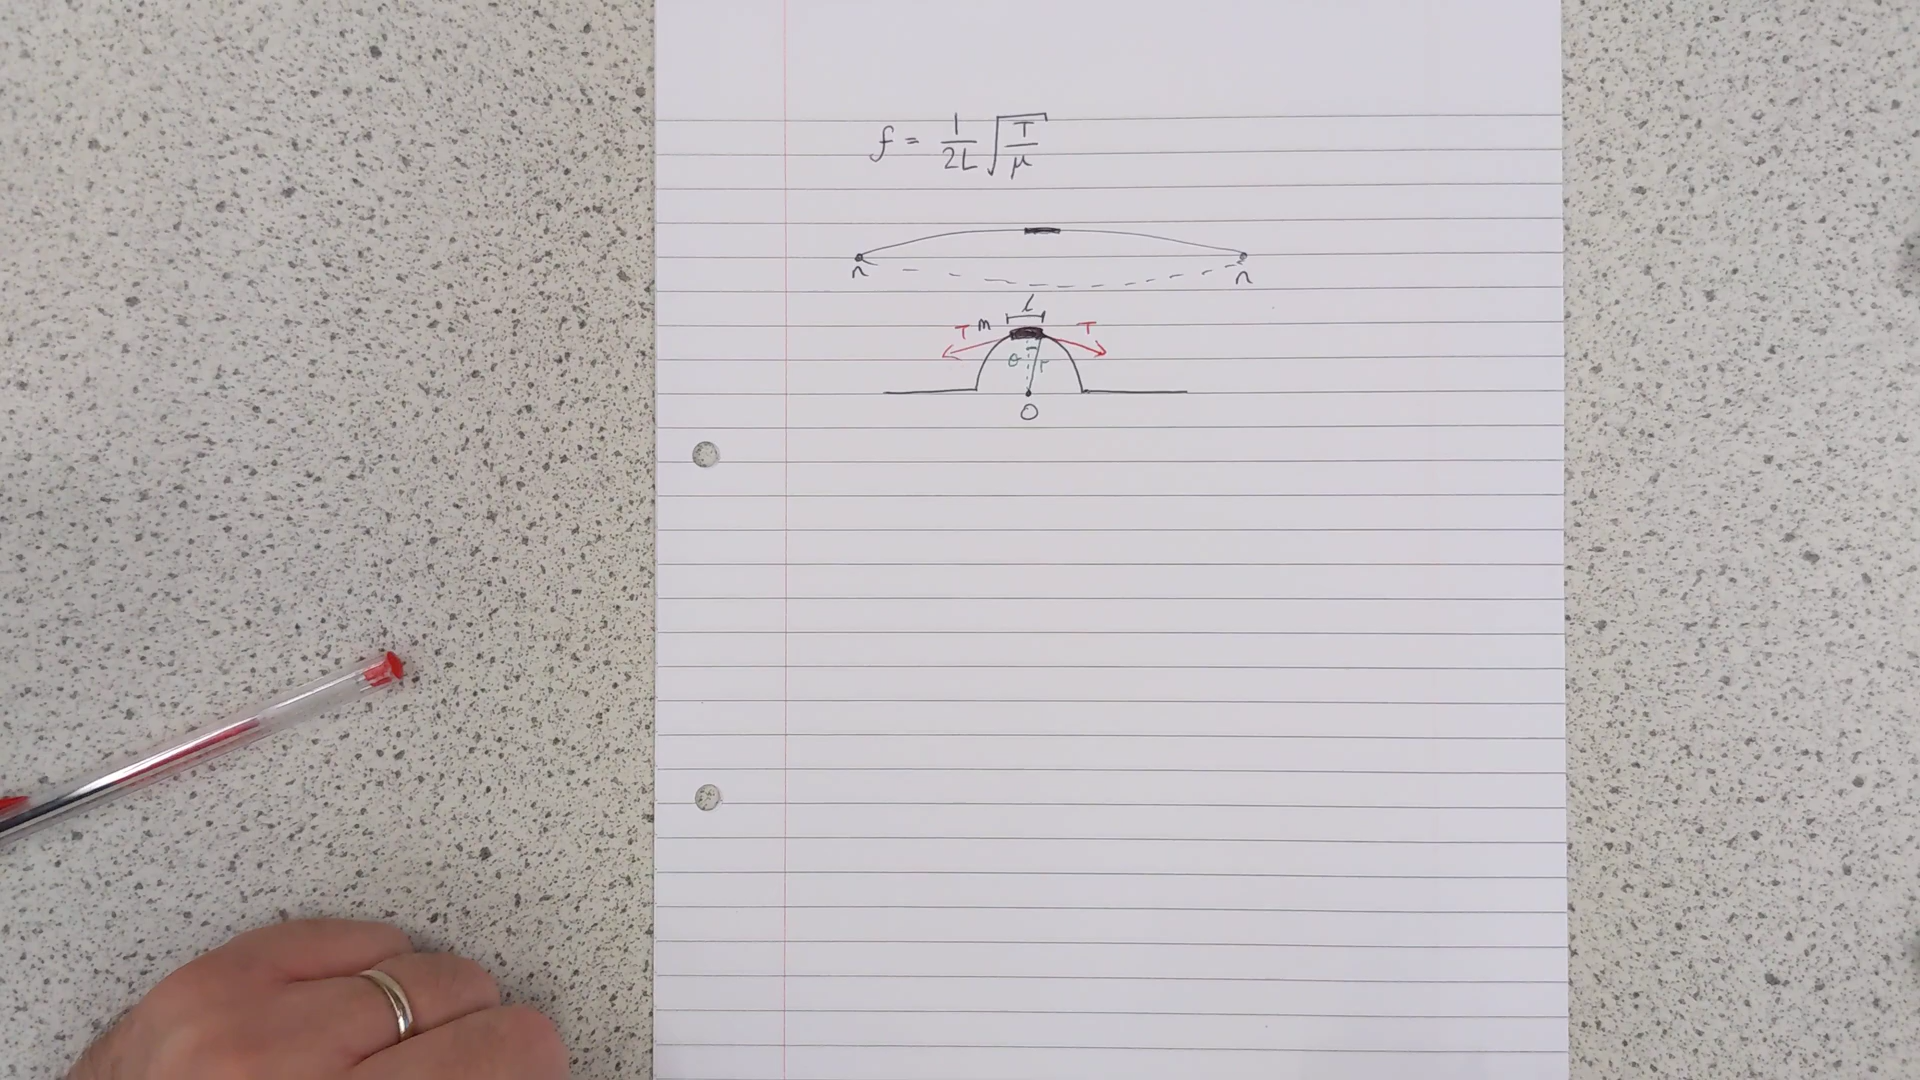 f = 1/2L √T/μ
n n
l
T m T
θ r
O